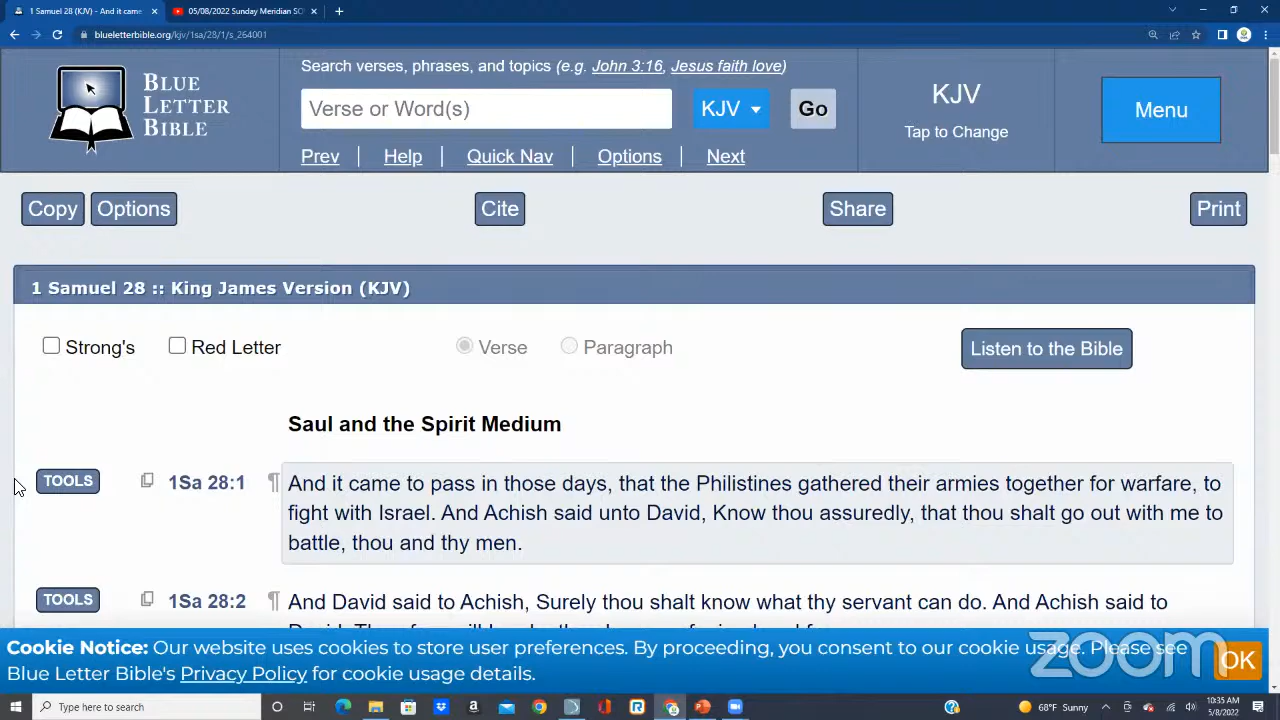 1 Samuel 28 (KJV) - And it came
05/08/2022 Sunday Meridian SO
blueletterbible.org/kjv/1sa/28/1/s_264001
BLUE
LETTER
BIBLE
Search verses, phrases, and topics (e.g. John 3:16, Jesus faith love)
Verse or Word(s)
KJV
Go
Prev
Help
Quick Nav
Options
Next
KJV
Tap to Change
Menu
Copy
Options
Cite
Share
Print
1 Samuel 28 :: King James Version (KJV)
Strong's
Red Letter
Verse
Paragraph
Listen to the Bible
Saul and the Spirit Medium
TOOLS
1Sa 28:1
¶
And it came to pass in those days, that the Philistines gathered their armies together for warfare, to
fight with Israel. And Achish said unto David, Know thou assuredly, that thou shalt go out with me to
battle, thou and thy men.
TOOLS
1Sa 28:2
¶
And David said to Achish, Surely thou shalt know what thy servant can do. And Achish said to
Cookie Notice: Our website uses cookies to store user preferences. By proceeding, you consent to our cookie usage. Please see
Blue Letter Bible's Privacy Policy for cookie usage details.
OK
zoom
Type here to search
68°F Sunny
10:35 AM
5/8/2022